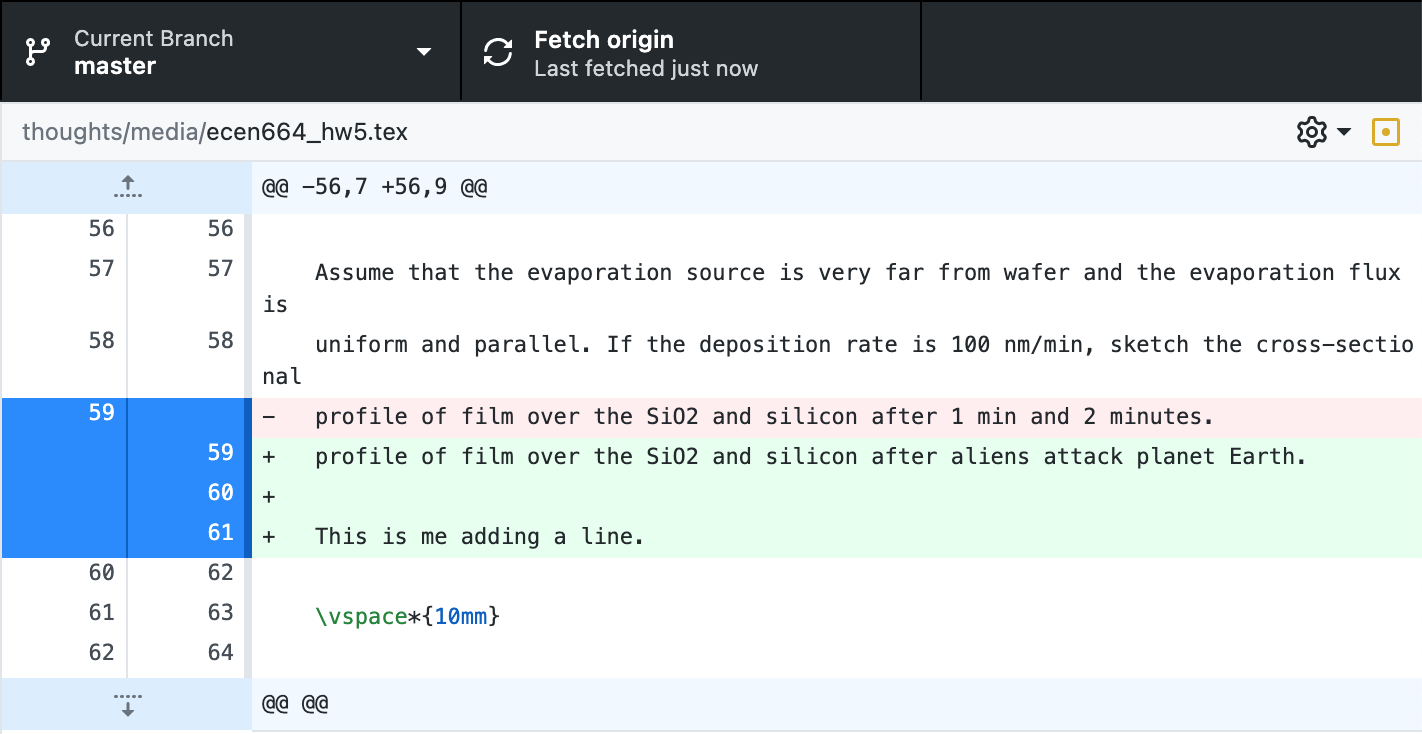 Current Branch
master
Fetch origin
Last fetched just now
thoughts/media/ecen664_hw5.tex
@@ -56,7 +56,9 @@
56 56
57 57 Assume that the evaporation source is very far from wafer and the evaporation flux
is
58 58 uniform and parallel. If the deposition rate is 100 nm/min, sketch the cross-sectio
nal
59 - profile of film over the SiO2 and silicon after 1 min and 2 minutes.
59 + profile of film over the SiO2 and silicon after aliens attack planet Earth.
60 +
61 + This is me adding a line.
60 62
61 63 \vspace*{10mm}
62 64
@@ @@